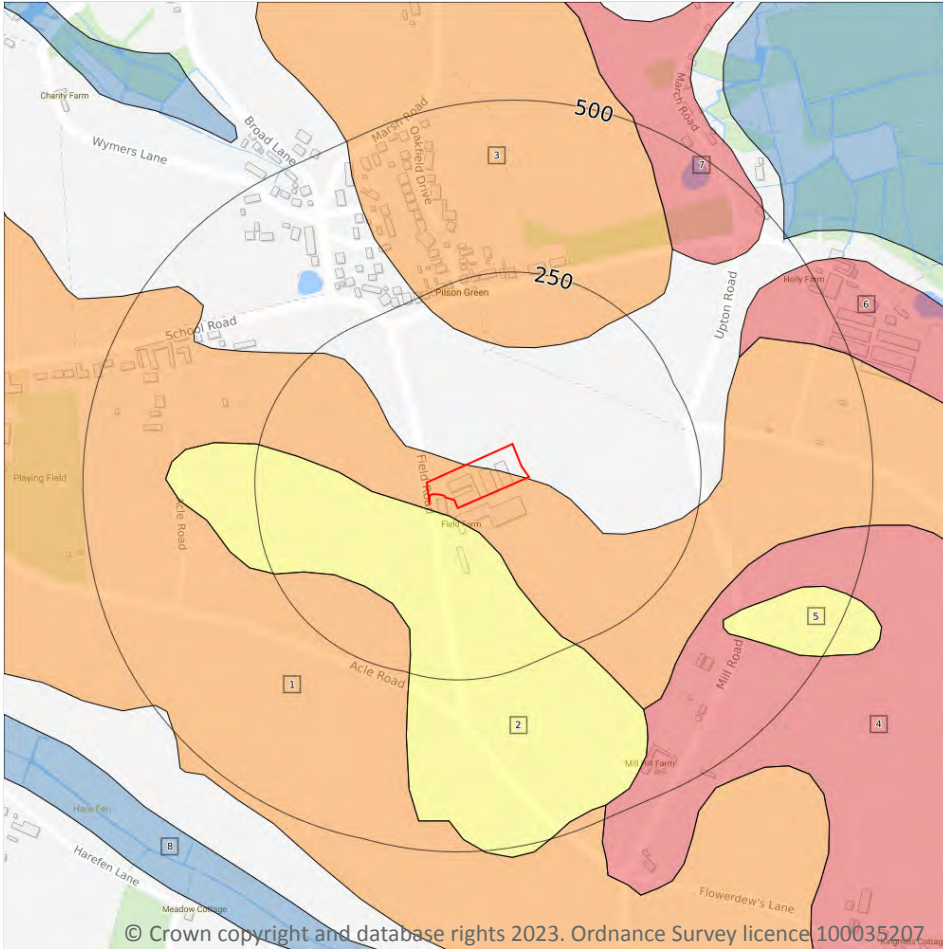 500
Charity Farm
Broad Lane
Marsh Road
March Road
Wymers Lane
Oakfield Drive
3
7
250
Pilson Green
Holly Farm
6
Upton Road
School Road
Playing Field
Acle Road
Field Road
Field Farm
5
Acle Road
1
Mill Road
2
4
Mill Hill Farm
8
Harefen Lane
Meadow Cottage
Flowerdew's Lane
© Crown copyright and database rights 2023. Ordnance Survey licence 100035207